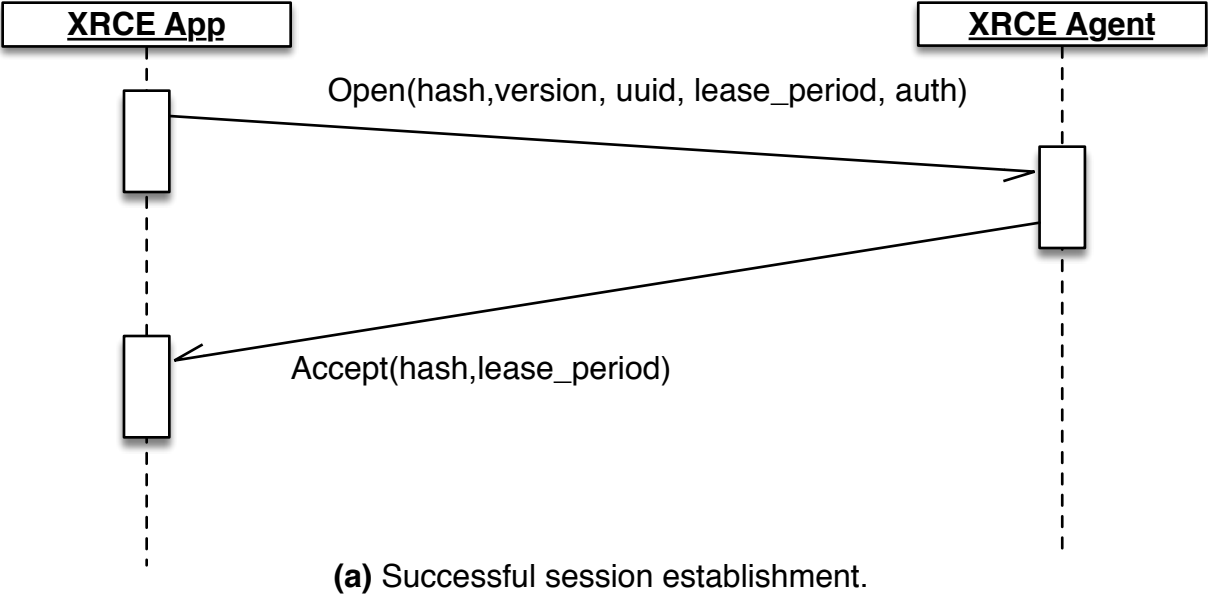 XRCE App
XRCE Agent
Open(hash,version, uuid, lease_period, auth)
Accept(hash,lease_period)
(a) Successful session establishment.